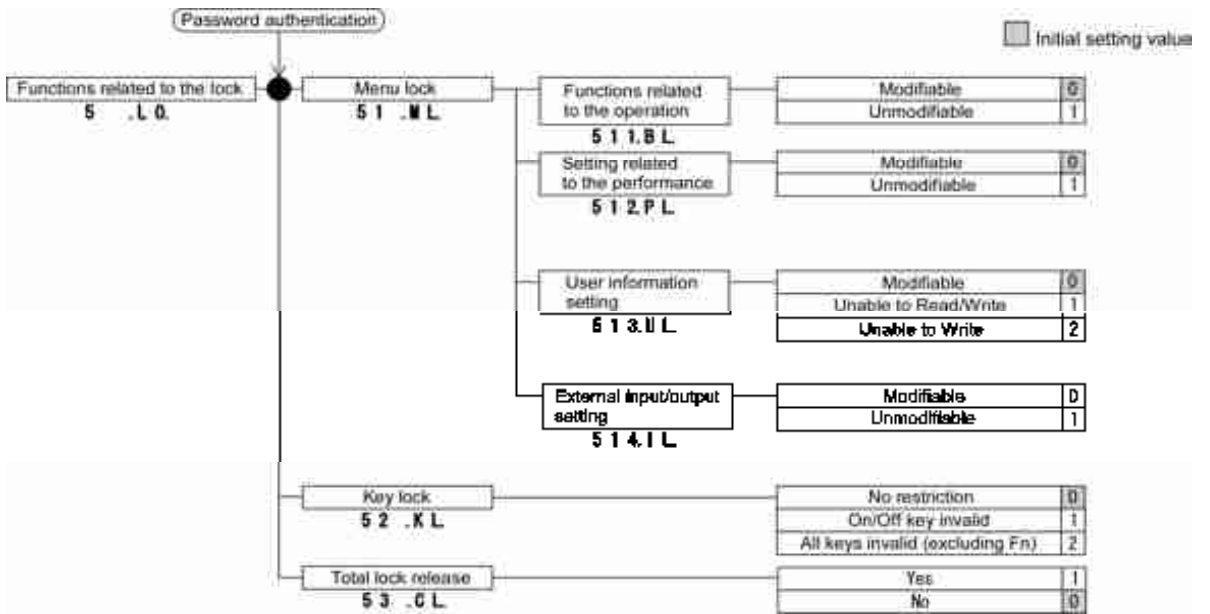 Password authentication
Initial setting value
Functions related to the lock
5 .L O.
Menu lock
5 1 .M L.
Functions related
to the operation
5 1 1.B L.
Modifiable 0
Unmodifiable 1
Setting related
to the performance
5 1 2.P L.
Modifiable 0
Unmodifiable 1
User information
setting
5 1 3.U L.
Modifiable 0
Unable to Read/Write 1
Unable to Write 2
External input/output
setting
5 1 4.I L.
Modifiable 0
Unmodifiable 1
Key lock
5 2 .K L.
No restriction 0
On/Off key invalid 1
All keys invalid (excluding Fn) 2
Total lock release
5 3 .C L.
Yes 1
No 0